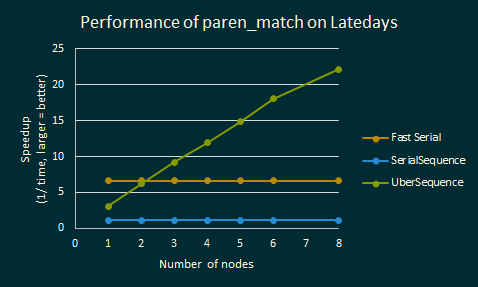 Performance of paren_match on Latedays
Speedup
(1/ time, larger = better)
25
20
15
10
5
0
0 1 2 3 4 5 6 7 8
Number of nodes
Fast Serial
SerialSequence
UberSequence